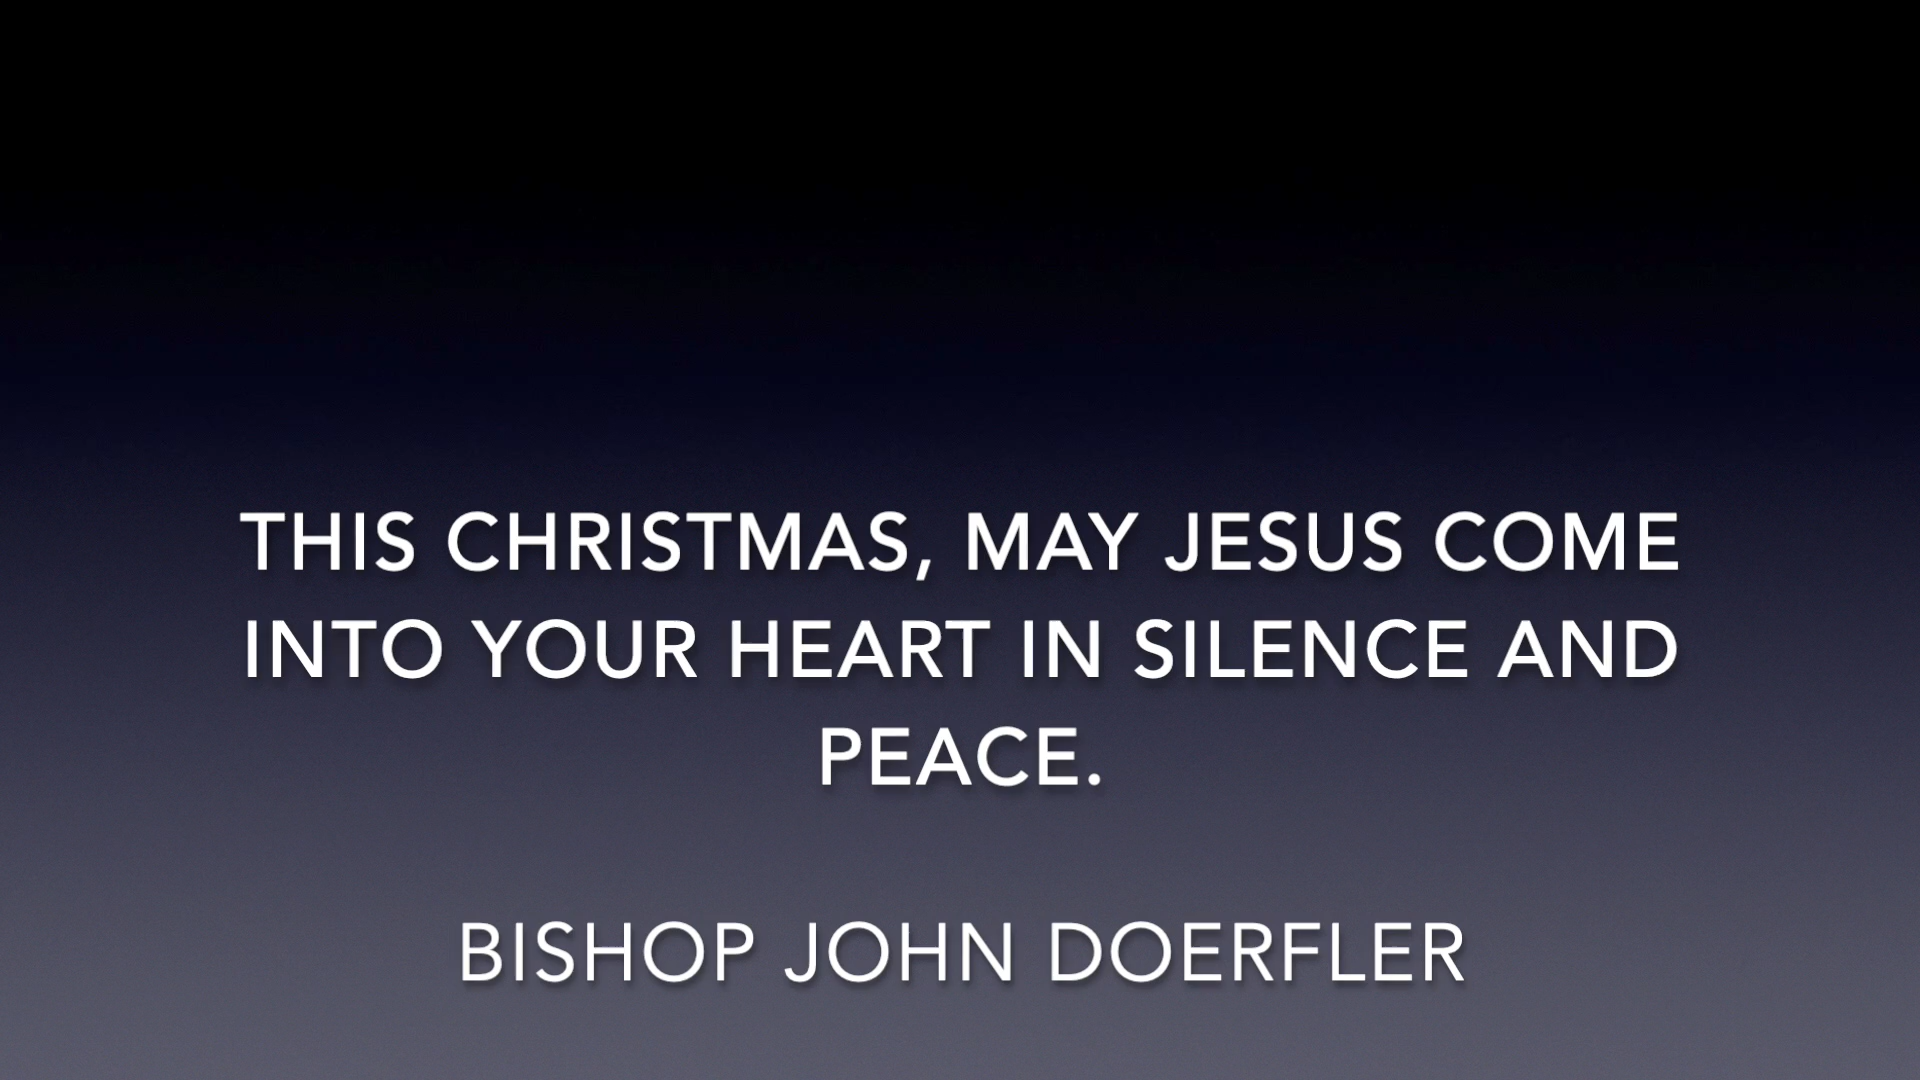 THIS CHRISTMAS, MAY JESUS COME
INTO YOUR HEART IN SILENCE AND
PEACE.
BISHOP JOHN DOERFLER